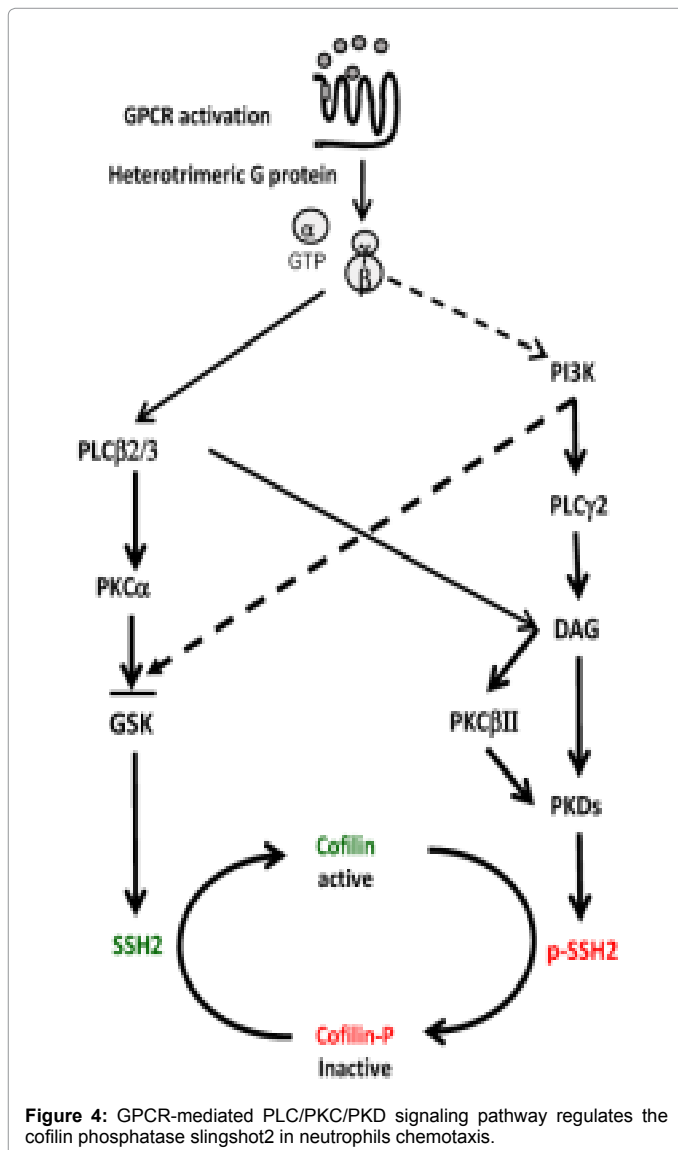 GPCR activation
Heterotrimeric G protein
α
γ
GTP
β
PI3K
PLCβ2/3
PLCγ2
PKCα
DAG
GSK
PKCβII
PKDs
Cofilin
active
SSH2
p-SSH2
Cofilin-P
Inactive
Figure 4: GPCR-mediated PLC/PKC/PKD signaling pathway regulates the
cofilin phosphatase slingshot2 in neutrophils chemotaxis.